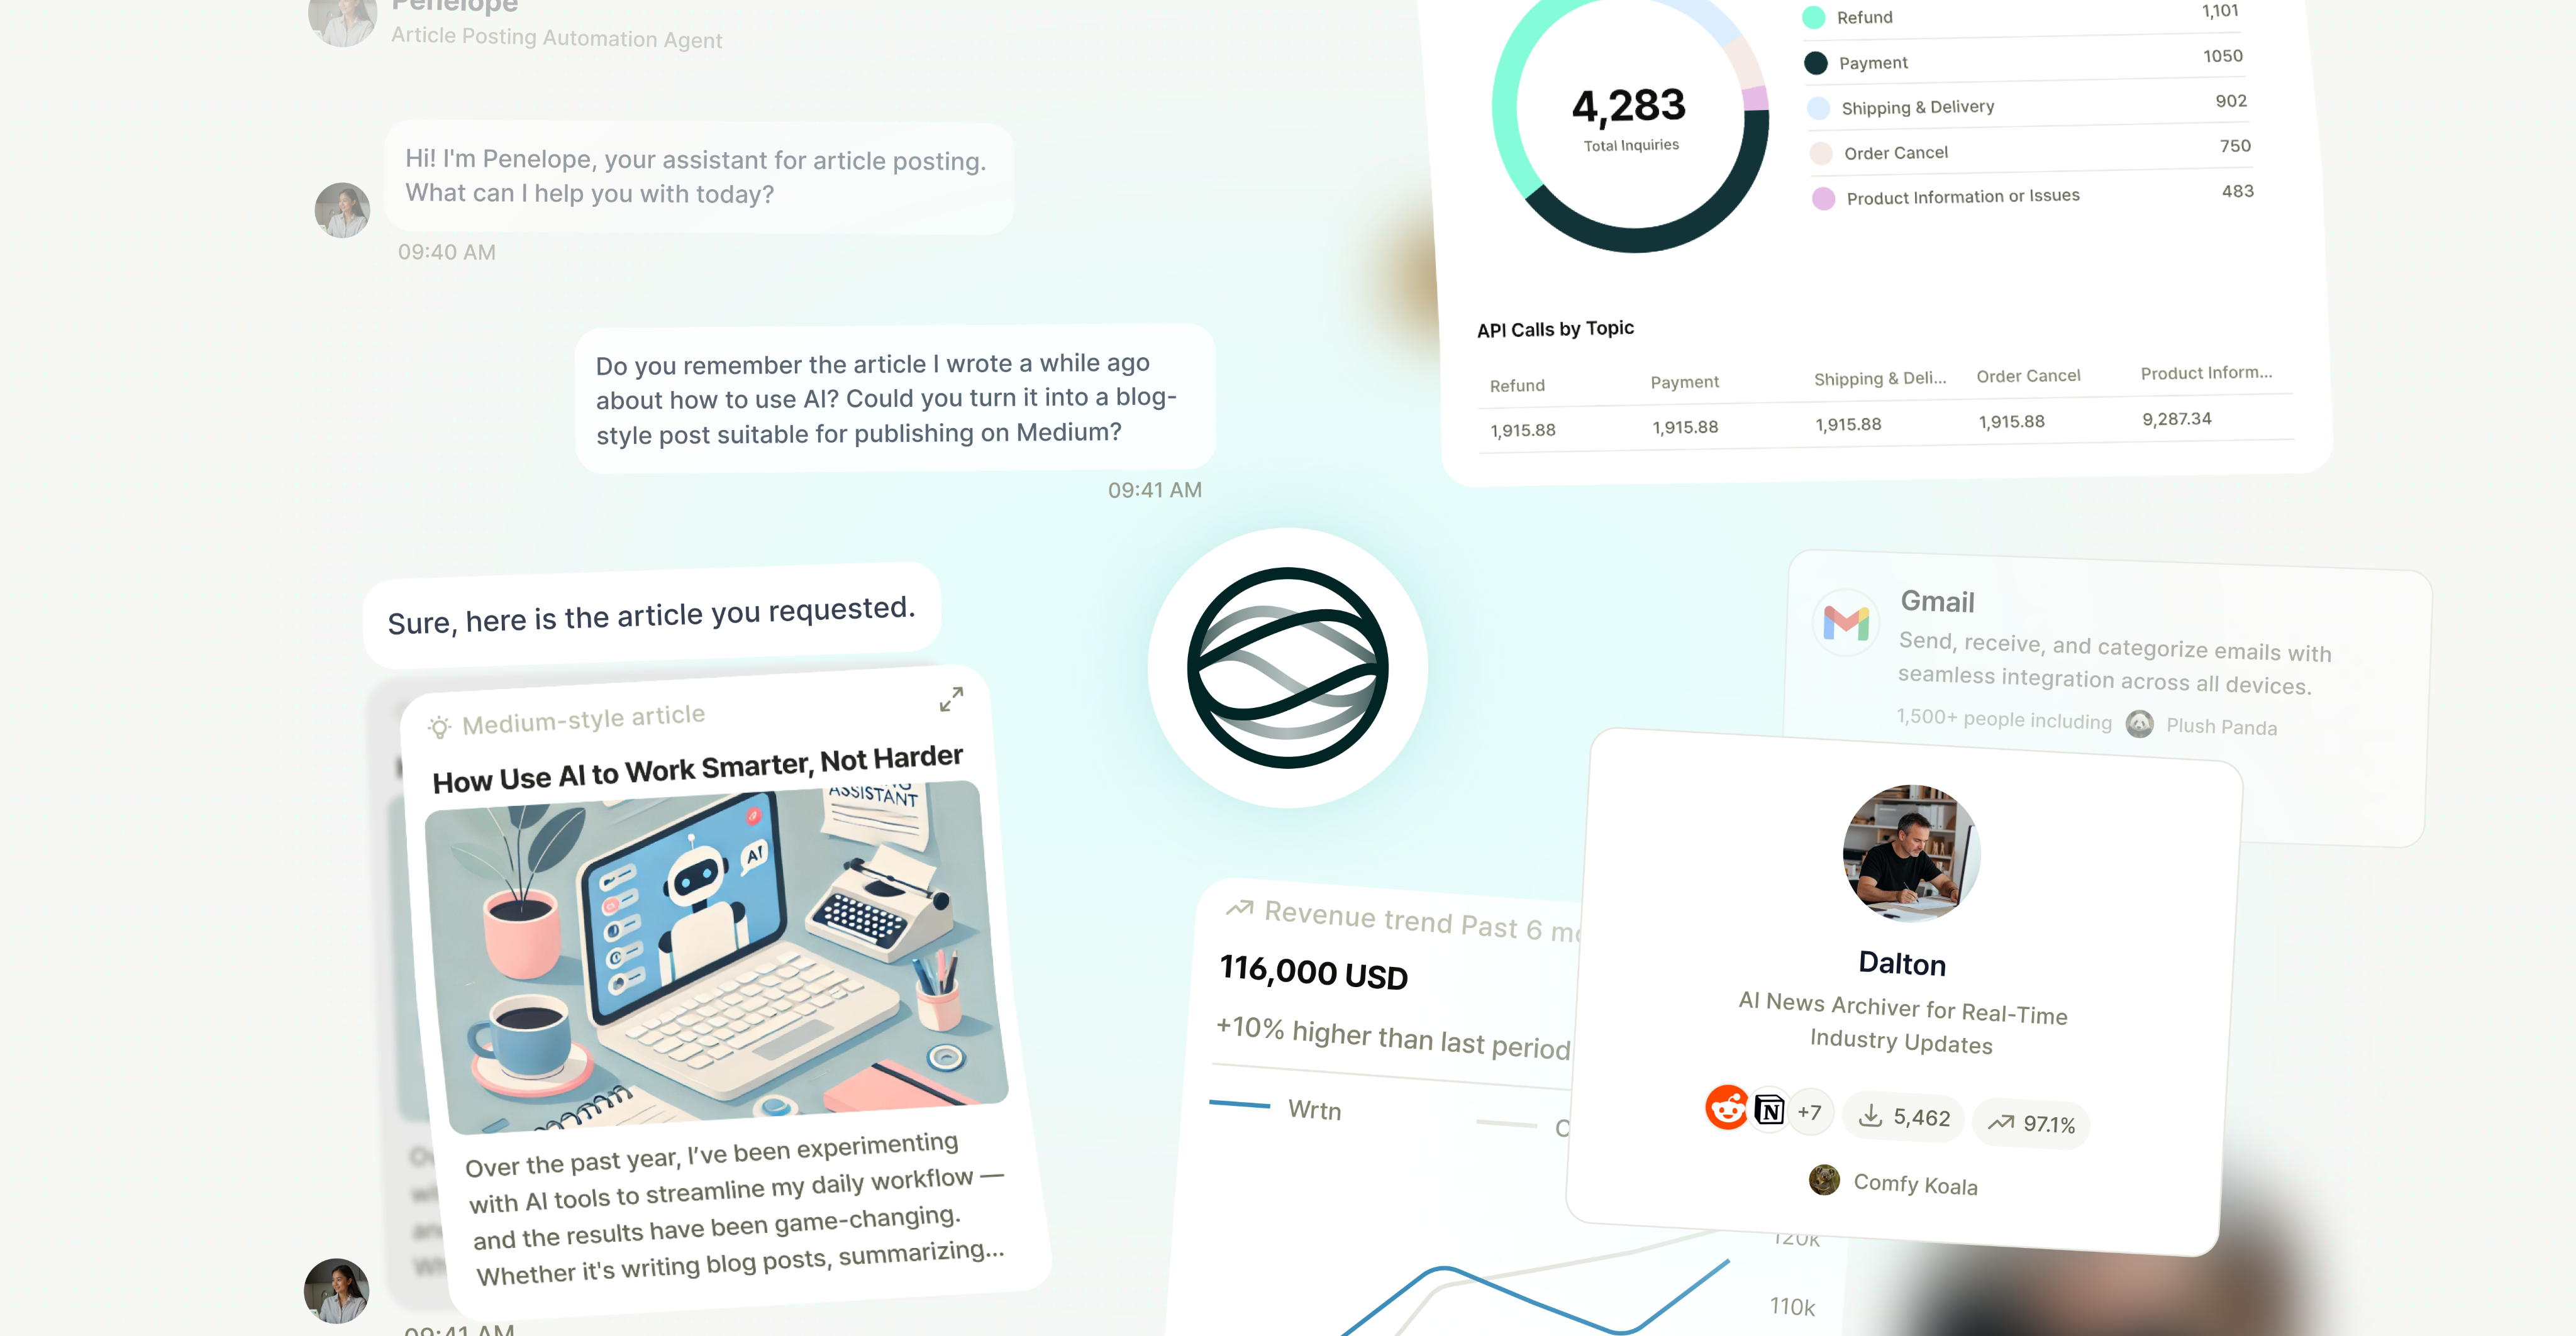 Penelope
Article Posting Automation Agent
Hi! I'm Penelope, your assistant for article posting.
What can I help you with today?
09:40 AM
Do you remember the article I wrote a while ago
about how to use AI? Could you turn it into a blog-
style post suitable for publishing on Medium?
09:41 AM
Sure, here is the article you requested.
Medium-style article
How Use AI to Work Smarter, Not Harder
ASSISTANT
AI
Over the past year, I’ve been experimenting
with AI tools to streamline my daily workflow —
and the results have been game-changing.
Whether it's writing blog posts, summarizing...
09:41 AM
4,283
Total Inquiries
Refund 1,101
Payment 1050
Shipping & Delivery 902
Order Cancel 750
Product Information or Issues 483
API Calls by Topic
Refund Payment Shipping & Deli... Order Cancel Product Inform...
1,915.88 1,915.88 1,915.88 1,915.88 9,287.34
Gmail
Send, receive, and categorize emails with
seamless integration across all devices.
1,500+ people including Plush Panda
Revenue trend Past 6
116,000 USD
+10% higher than last period
Wrtn
120k
110k
Dalton
AI News Archiver for Real-Time
Industry Updates
N +7 5,462 97.1%
Comfy Koala